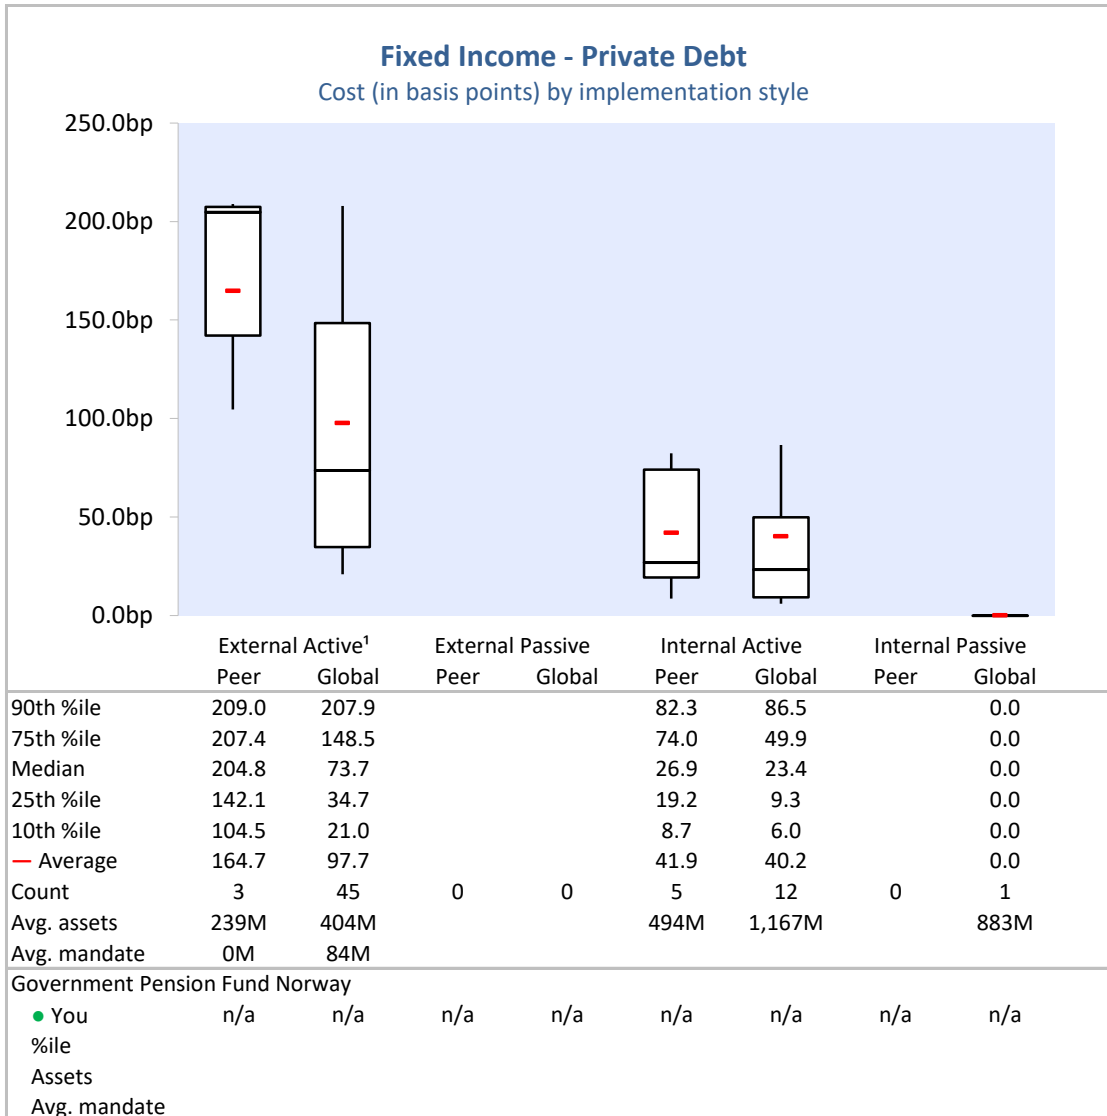 Fixed Income - Private Debt
Cost (in basis points) by implementation style
250.0bp
200.0bp
150.0bp
100.0bp
50.0bp
0.0bp
External Active¹ External Passive Internal Active Internal Passive
Peer Global Peer Global Peer Global Peer Global
90th %ile 209.0 207.9 82.3 86.5 0.0
75th %ile 207.4 148.5 74.0 49.9 0.0
Median 204.8 73.7 26.9 23.4 0.0
25th %ile 142.1 34.7 19.2 9.3 0.0
10th %ile 104.5 21.0 8.7 6.0 0.0
— Average 164.7 97.7 41.9 40.2 0.0
Count 3 45 0 0 5 12 0 1
Avg. assets 239M 404M 494M 1,167M 883M
Avg. mandate 0M 84M
Government Pension Fund Norway
● You n/a n/a n/a n/a n/a n/a n/a n/a
%ile
Assets
Avg. mandate